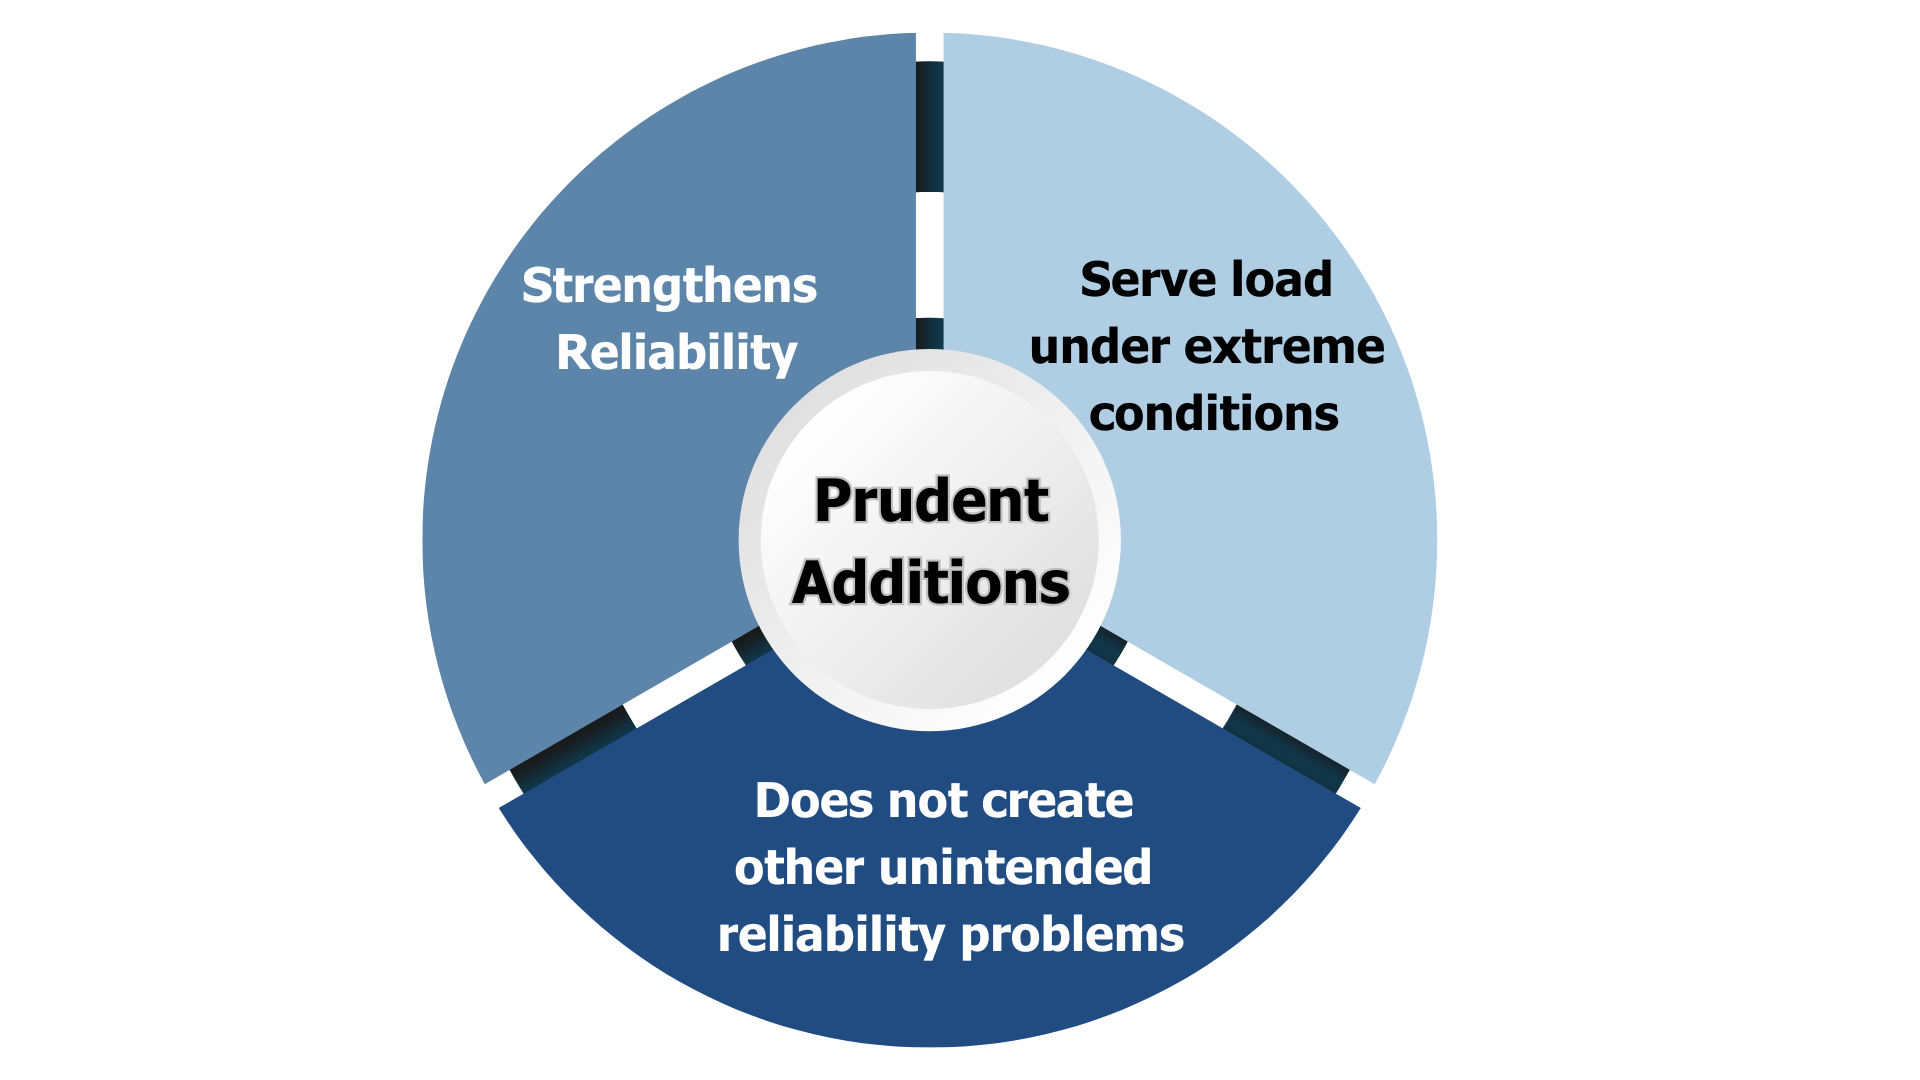 Strengthens
Reliability
Serve load
under extreme
conditions
Prudent
Additions
Does not create
other unintended
reliability problems